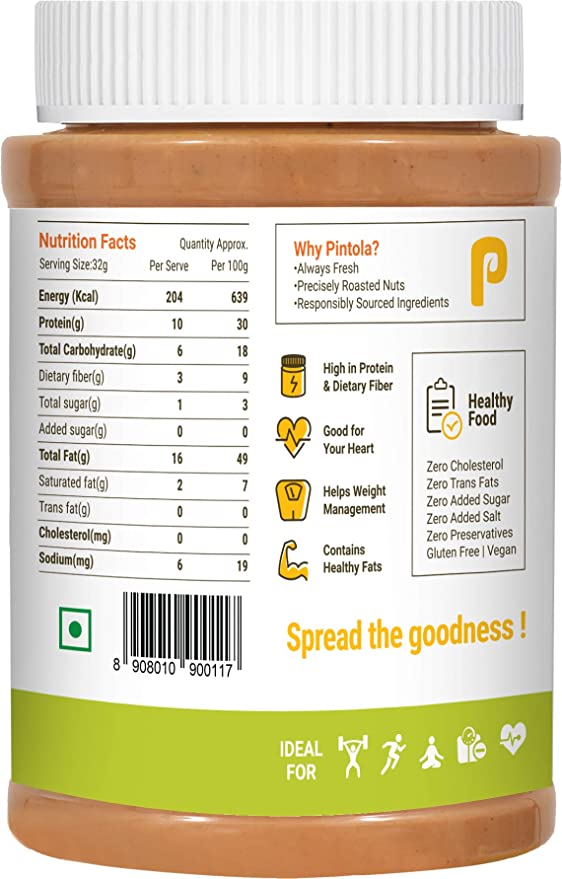 Nutrition Facts Quantity Approx.
Serving Size:32g Per Serve Per 100g
Energy (Kcal) 204 639
Protein(g) 10 30
Total Carbohydrate(g) 6 18
Dietary fiber(g) 3 9
Total sugar(g) 1 3
Added sugar(g) 0 0
Total Fat(g) 16 49
Saturated fat(g) 2 7
Trans fat(g) 0 0
Cholesterol(mg) 0 0
Sodium(mg) 6 19
8 908010 900117
Why Pintola?
•Always Fresh
•Precisely Roasted Nuts
•Responsibly Sourced Ingredients
P
High in Protein
& Dietary Fiber
Good for
Your Heart
Helps Weight
Management
Contains
Healthy Fats
Healthy
Food
Zero Cholesterol
Zero Trans Fats
Zero Added Sugar
Zero Added Salt
Zero Preservatives
Gluten Free | Vegan
Spread the goodness !
IDEAL
FOR